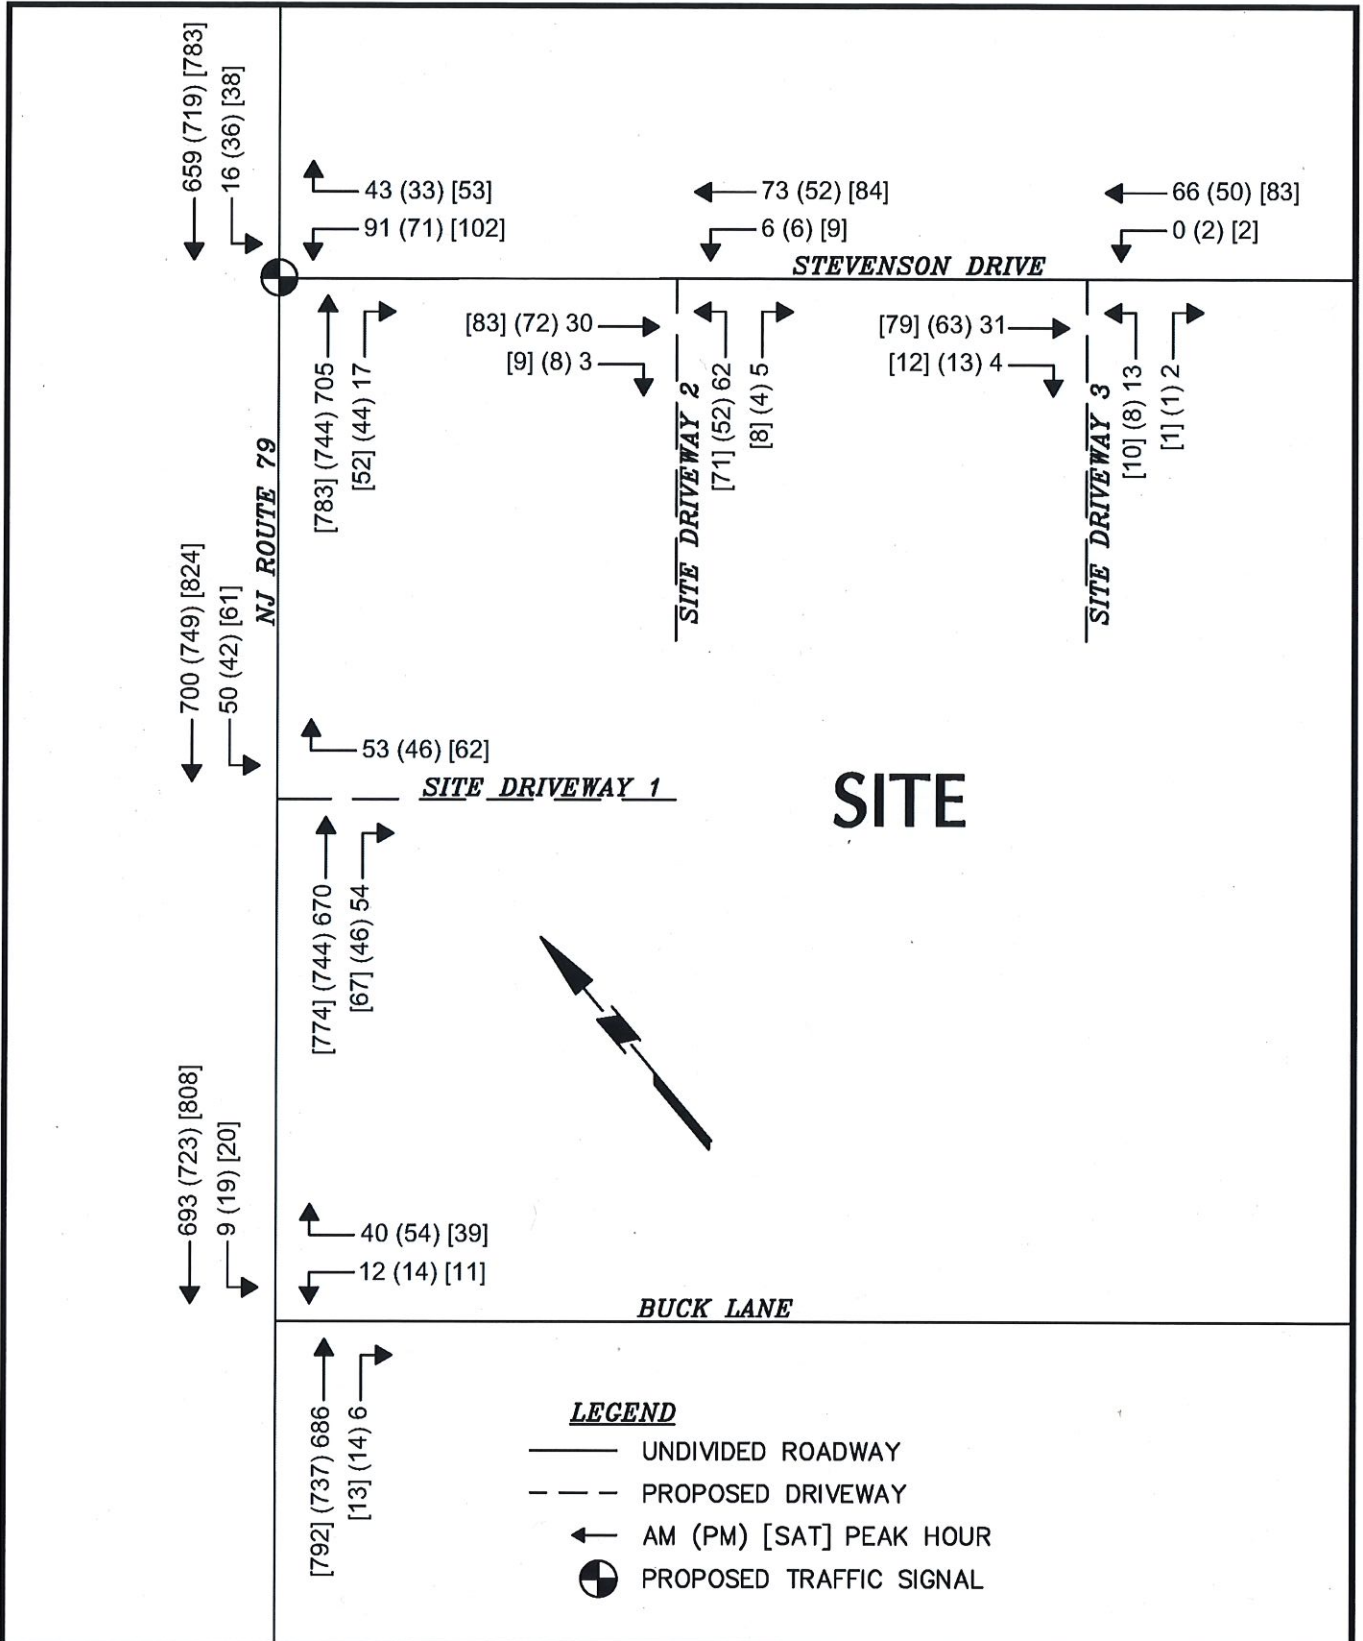 659 (719) [783]
16 (36) [38]
43 (33) [53]
91 (71) [102]
73 (52) [84]
6 (6) [9]
66 (50) [83]
0 (2) [2]
STEVENSON DRIVE
[783] (744) 705
[52] (44) 17
[83] (72) 30
[9] (8) 3
[71] (52) 62
[8] (4) 5
[79] (63) 31
[12] (13) 4
[10] (8) 13
[1] (1) 2
SITE DRIVEWAY 2
SITE DRIVEWAY 3
NJ ROUTE 79
700 (749) [824]
50 (42) [61]
53 (46) [62]
SITE DRIVEWAY 1
SITE
[774] (744) 670
[67] (46) 54
693 (723) [808]
9 (19) [20]
40 (54) [39]
12 (14) [11]
BUCK LANE
[792] (737) 686
[13] (14) 6
LEGEND
UNDIVIDED ROADWAY
PROPOSED DRIVEWAY
AM (PM) [SAT] PEAK HOUR
PROPOSED TRAFFIC SIGNAL